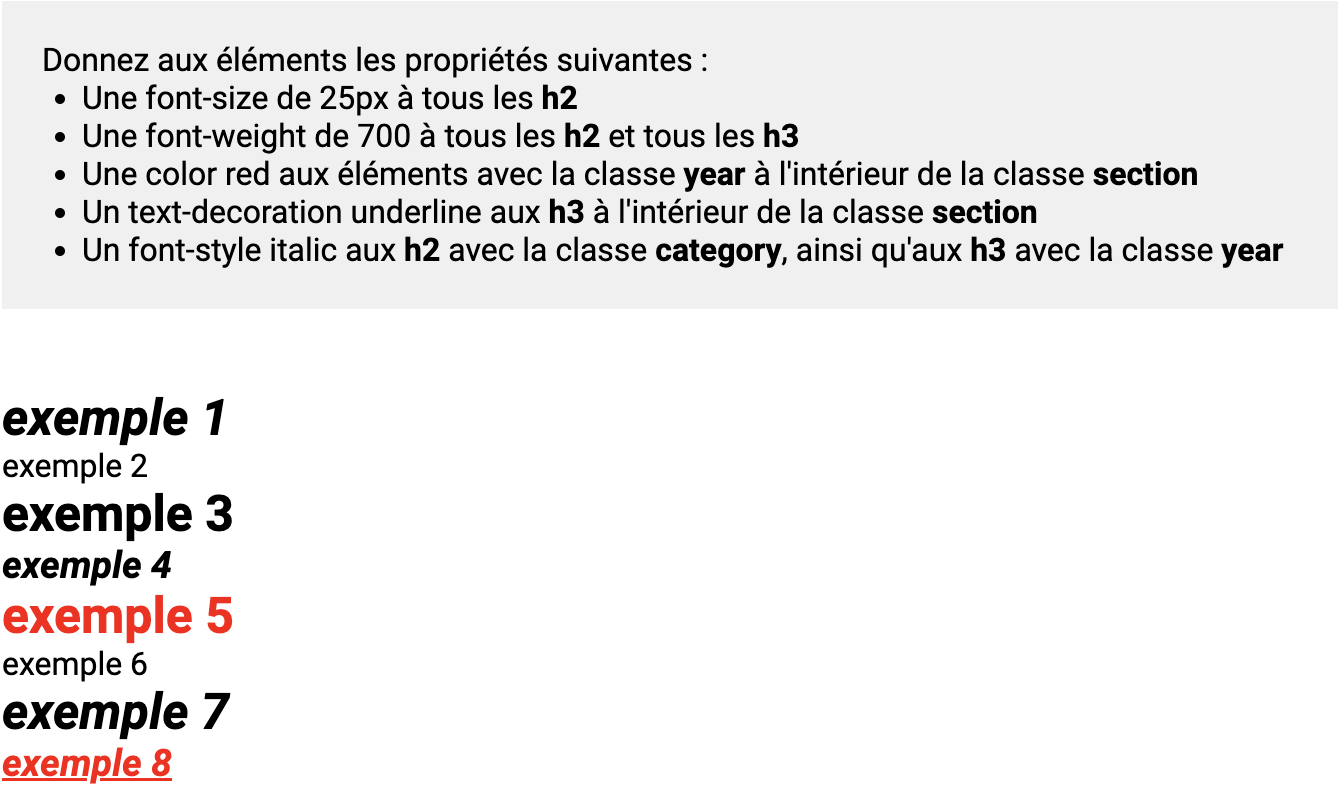 Donnez aux éléments les propriétés suivantes :
• Une font-size de 25px à tous les h2
• Une font-weight de 700 à tous les h2 et tous les h3
• Une color red aux éléments avec la classe year à l'intérieur de la classe section
• Un text-decoration underline aux h3 à l'intérieur de la classe section
• Un font-style italic aux h2 avec la classe category, ainsi qu'aux h3 avec la classe year
exemple 1
exemple 2
exemple 3
exemple 4
exemple 5
exemple 6
exemple 7
exemple 8